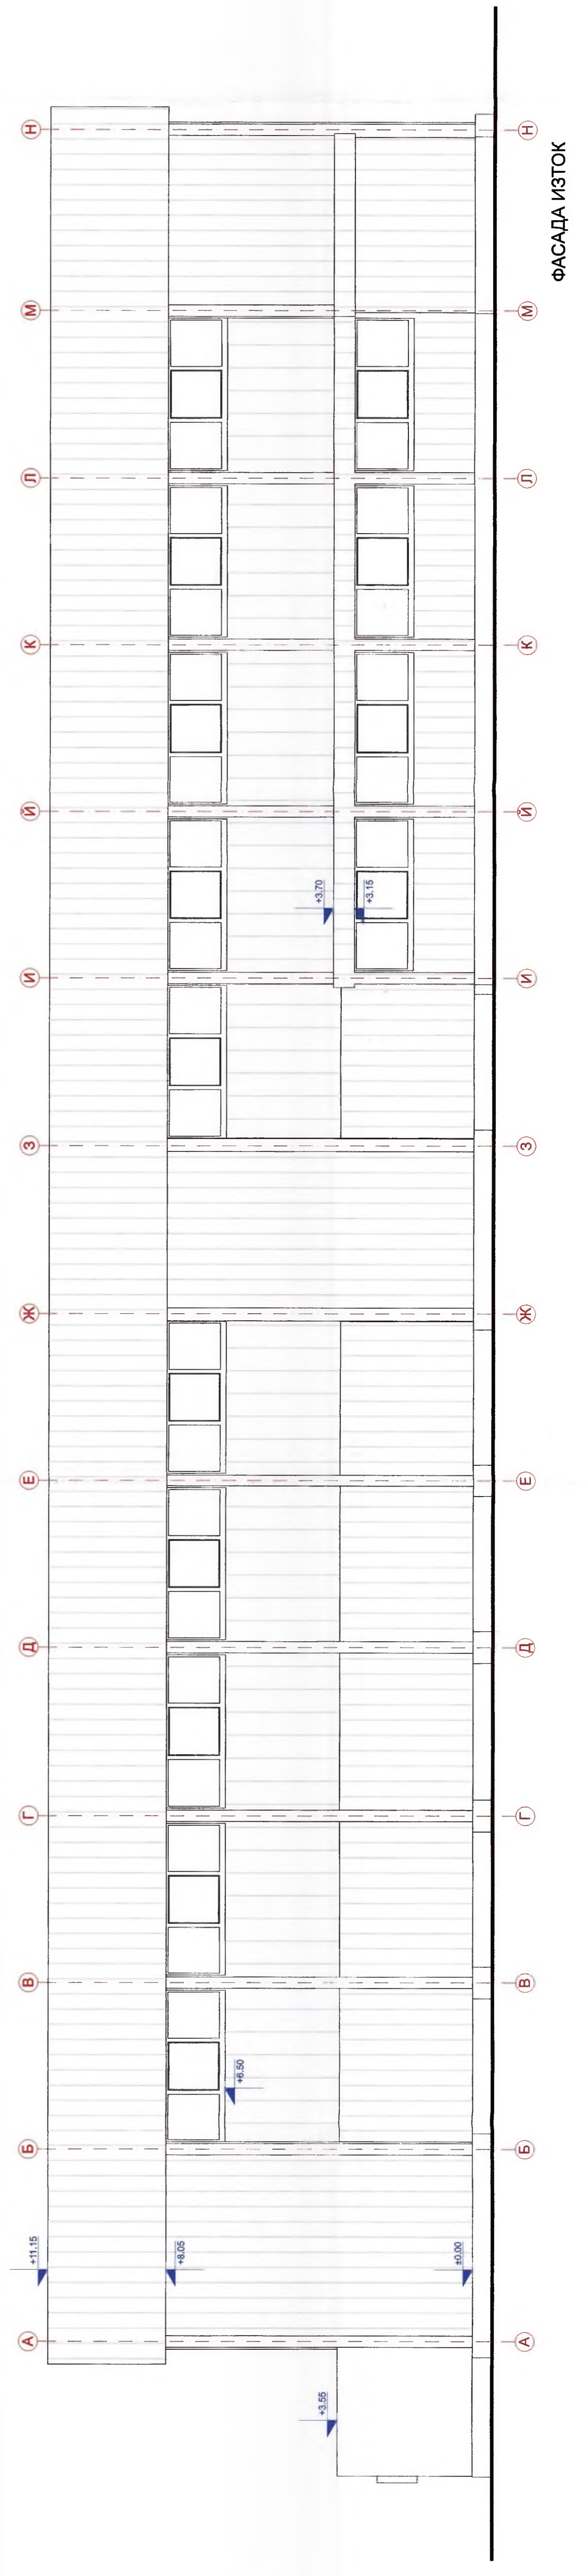 А Б В Г Д Е Ж З И Й К Л М Н
+11.15
+8.05
+6.50
+3.70
+3.15
+3.55
±0.00
А Б В Г Д Е Ж З И Й К Л М Н
ФАСАДА ИЗТОК